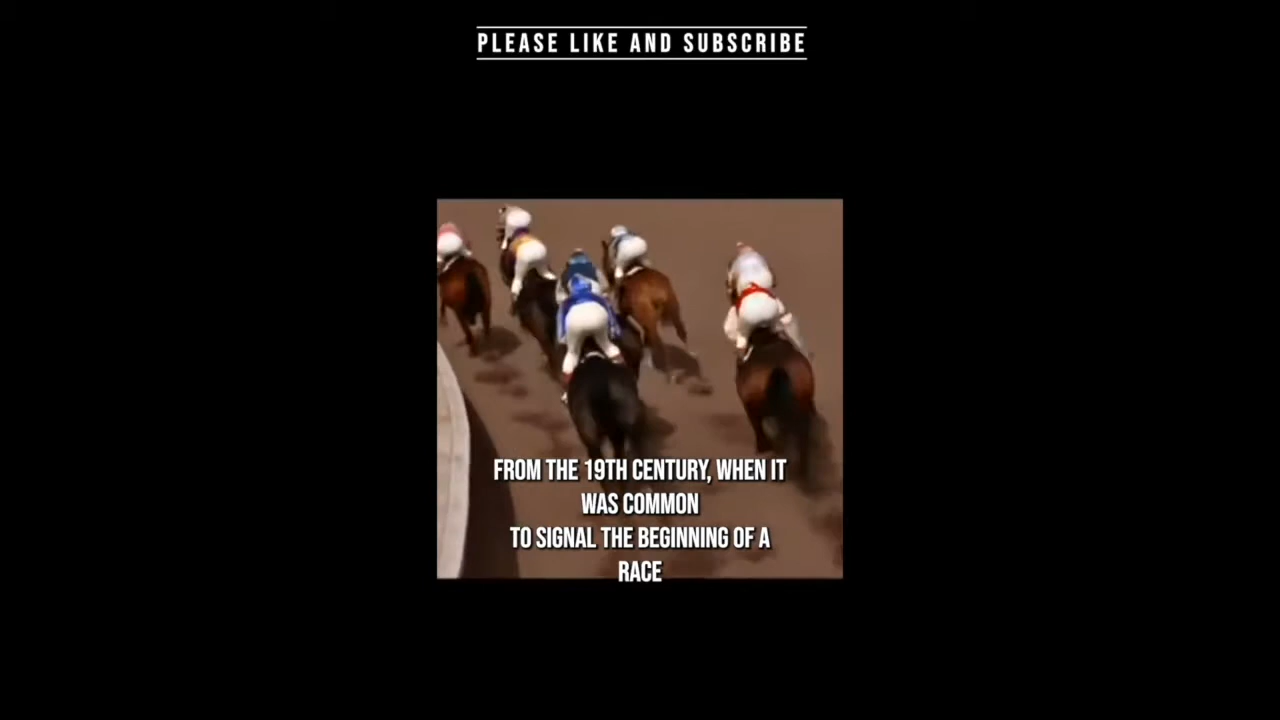 PLEASE LIKE AND SUBSCRIBE
FROM THE 19TH CENTURY, WHEN IT
WAS COMMON
TO SIGNAL THE BEGINNING OF A
RACE